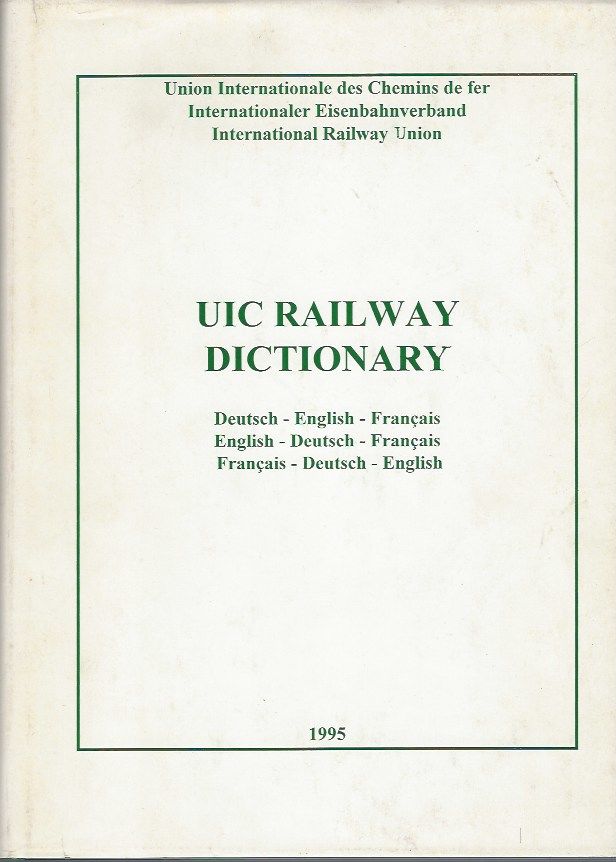 Union Internationale des Chemins de fer
Internationaler Eisenbahnverband
International Railway Union
UIC RAILWAY
DICTIONARY
Deutsch - English - Français
English - Deutsch - Français
Français - Deutsch - English
1995